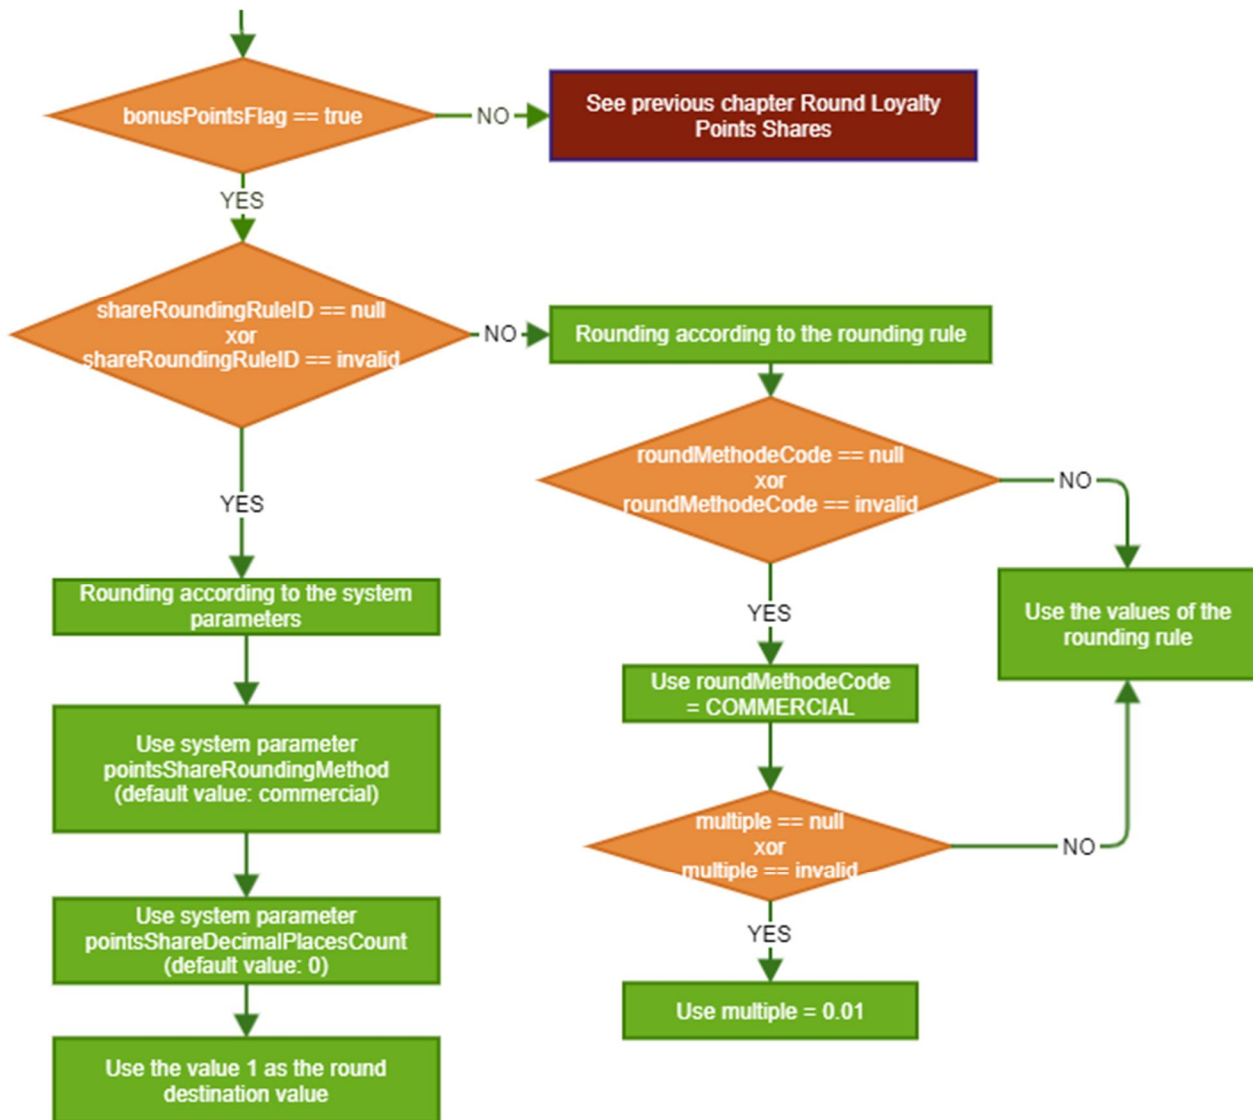 bonusPointsFlag == true
NO
See previous chapter Round Loyalty
Points Shares
YES
shareRoundingRuleID == null
xor
shareRoundingRuleID == invalid
NO
Rounding according to the rounding rule
roundMethodeCode == null
xor
roundMethodeCode == invalid
NO
YES
YES
Rounding according to the system
parameters
Use the values of the
rounding rule
Use roundMethodeCode
= COMMERCIAL
Use system parameter
pointsShareRoundingMethod
(default value: commercial)
multiple == null
xor
multiple == invalid
NO
YES
Use system parameter
pointsShareDecimalPlacesCount
(default value: 0)
Use multiple = 0.01
Use the value 1 as the round
destination value